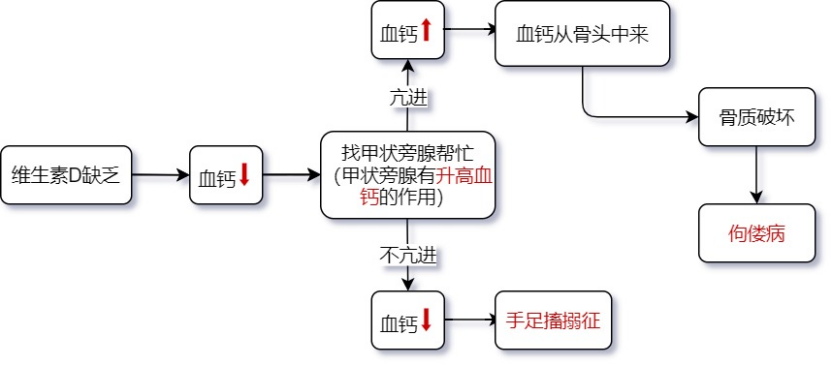 血钙
血钙从骨头中来
亢进
骨质破坏
维生素D缺乏
血钙
找甲状旁腺帮忙
(甲状旁腺有升高血
钙的作用)
佝偻病
不亢进
血钙
手足搐搦征